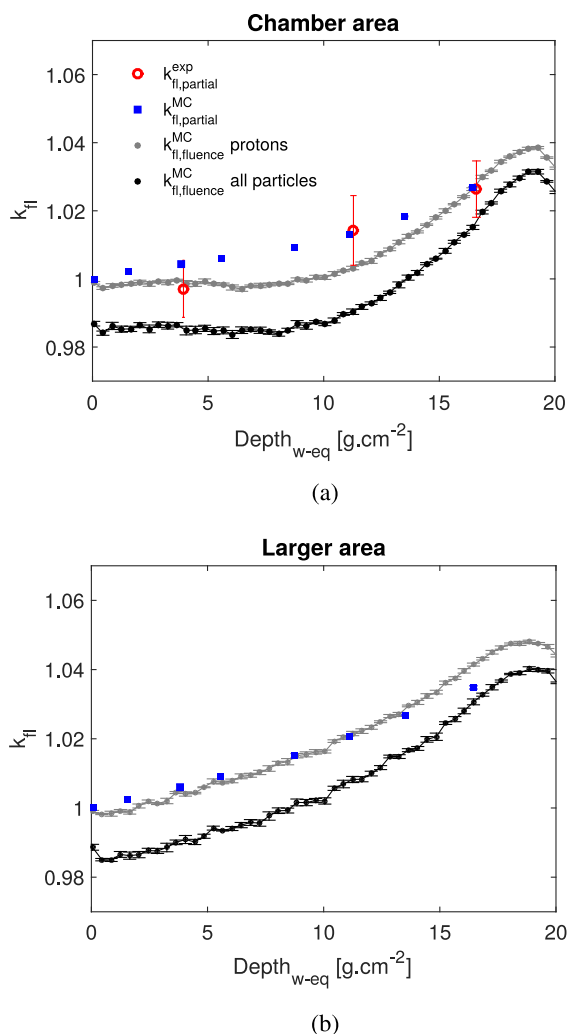 Chamber area
1.06
1.04
1.02
1
0.98
k_fl
k^exp_fl,partial
k^MC_fl,partial
k^MC_fl,fluence protons
k^MC_fl,fluence all particles
0 5 10 15 20
Depth_w-eq [g.cm^-2]
(a)
Larger area
1.06
1.04
1.02
1
0.98
k_fl
0 5 10 15 20
Depth_w-eq [g.cm^-2]
(b)